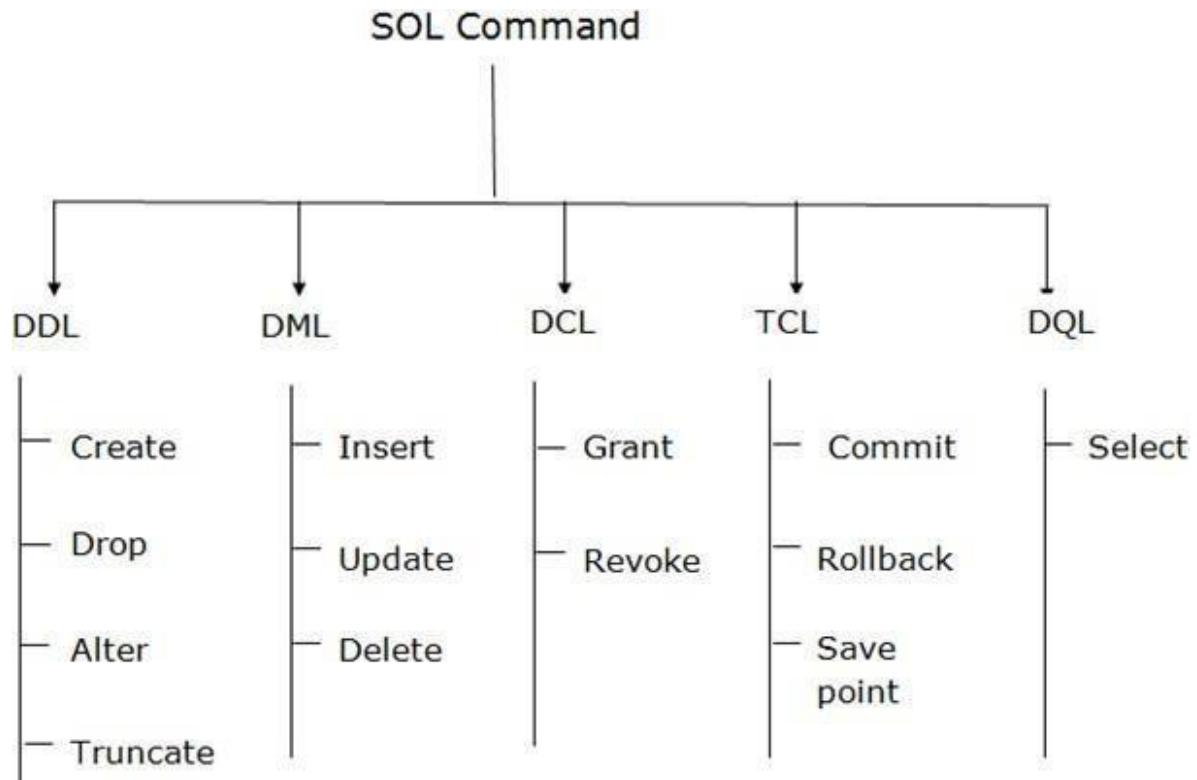 SOL Command
DDL
DML
DCL
TCL
DQL
Create
Drop
Alter
Truncate
Insert
Update
Delete
Grant
Revoke
Commit
Rollback
Save
point
Select